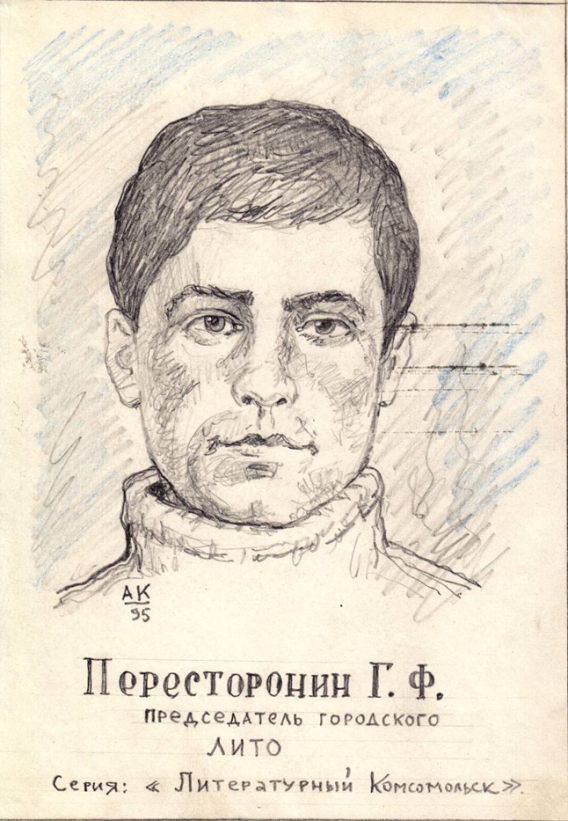 АК
95
Пересторонин Г. Ф.
председатель городского
ЛИТО
Серия: « Литературный Комсомольск».